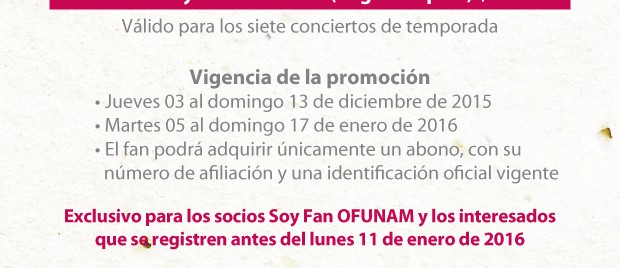 Válido para los siete conciertos de temporada
Vigencia de la promoción
• Jueves 03 al domingo 13 de diciembre de 2015
• Martes 05 al domingo 17 de enero de 2016
• El fan podrá adquirir únicamente un abono, con su
número de afiliación y una identificación oficial vigente
Exclusivo para los socios Soy Fan OFUNAM y los interesados
que se registren antes del lunes 11 de enero de 2016